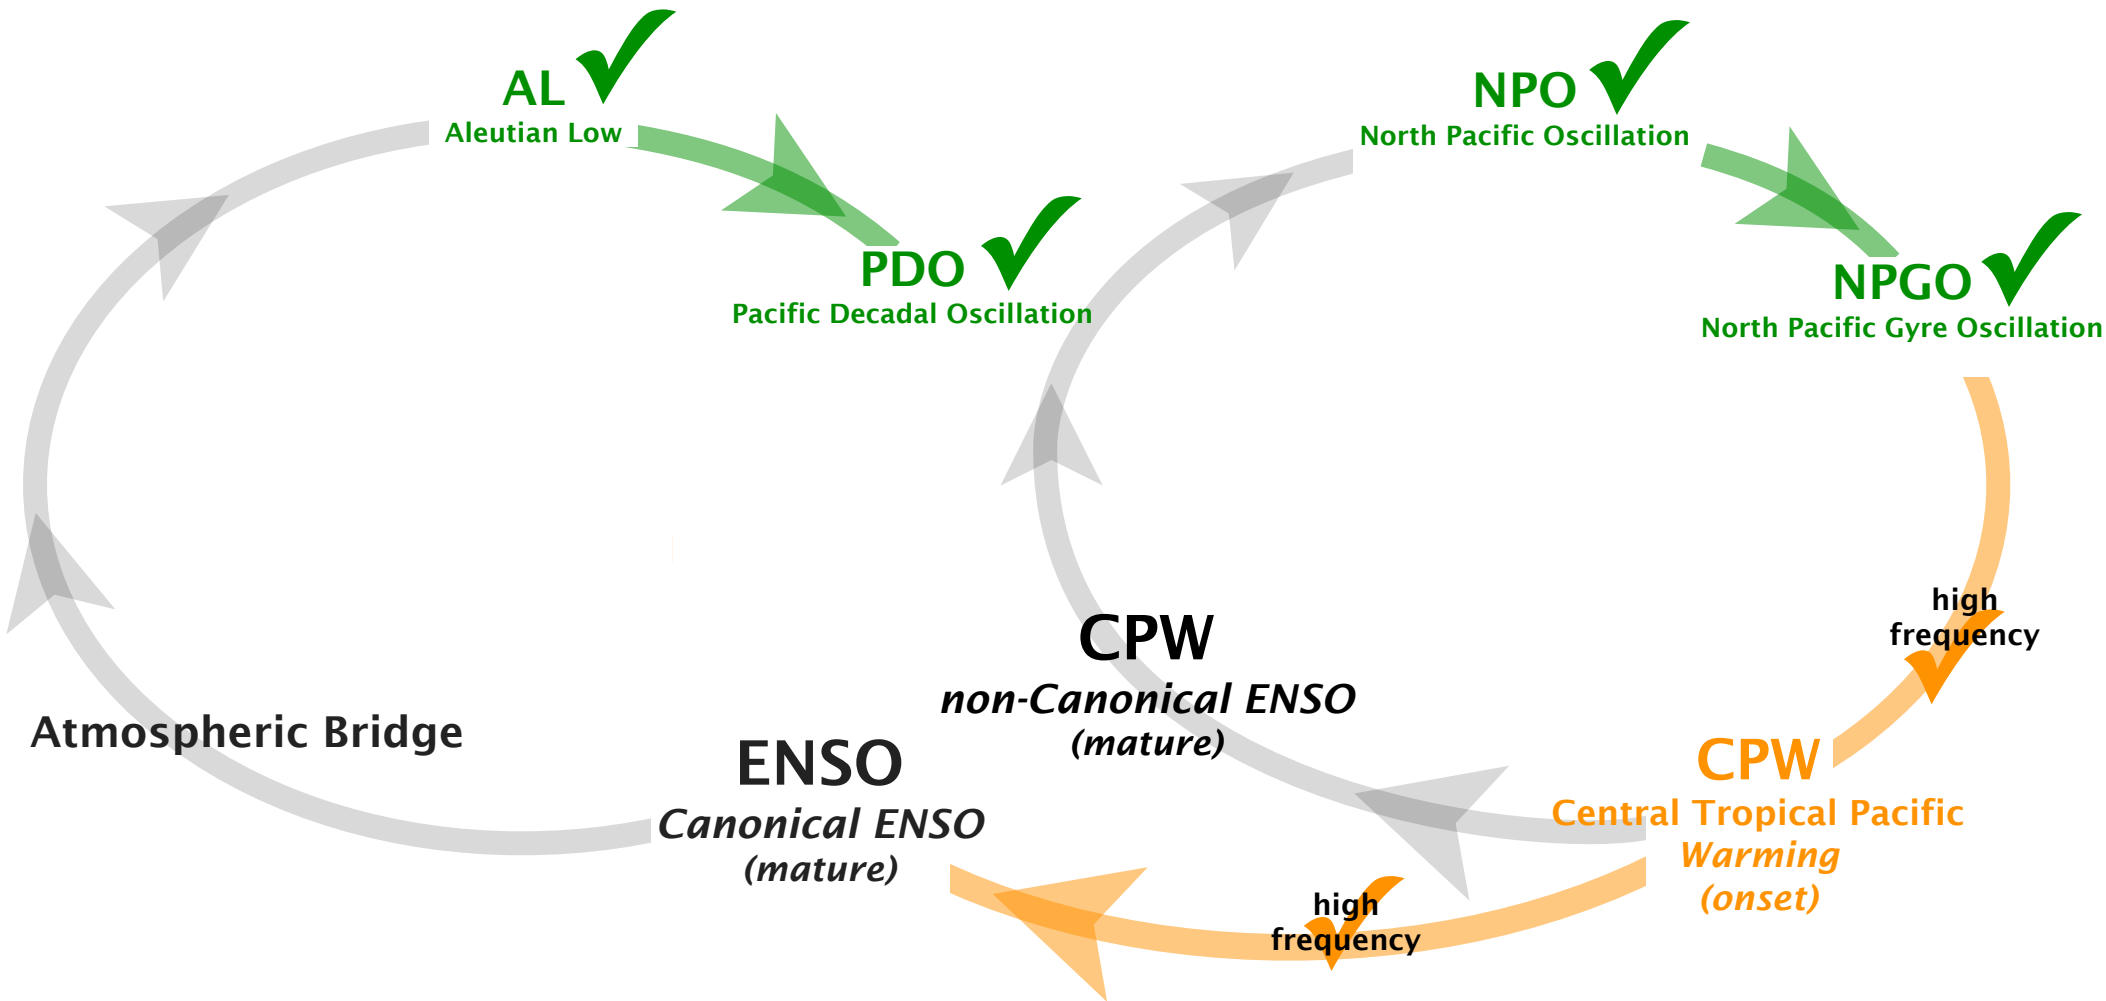 AL
Aleutian Low
PDO
Pacific Decadal Oscillation
NPO
North Pacific Oscillation
NPGO
North Pacific Gyre Oscillation
high
frequency
CPW
non-Canonical ENSO
(mature)
Atmospheric Bridge
ENSO
Canonical ENSO
(mature)
CPW
Central Tropical Pacific
Warming
(onset)
high
frequency